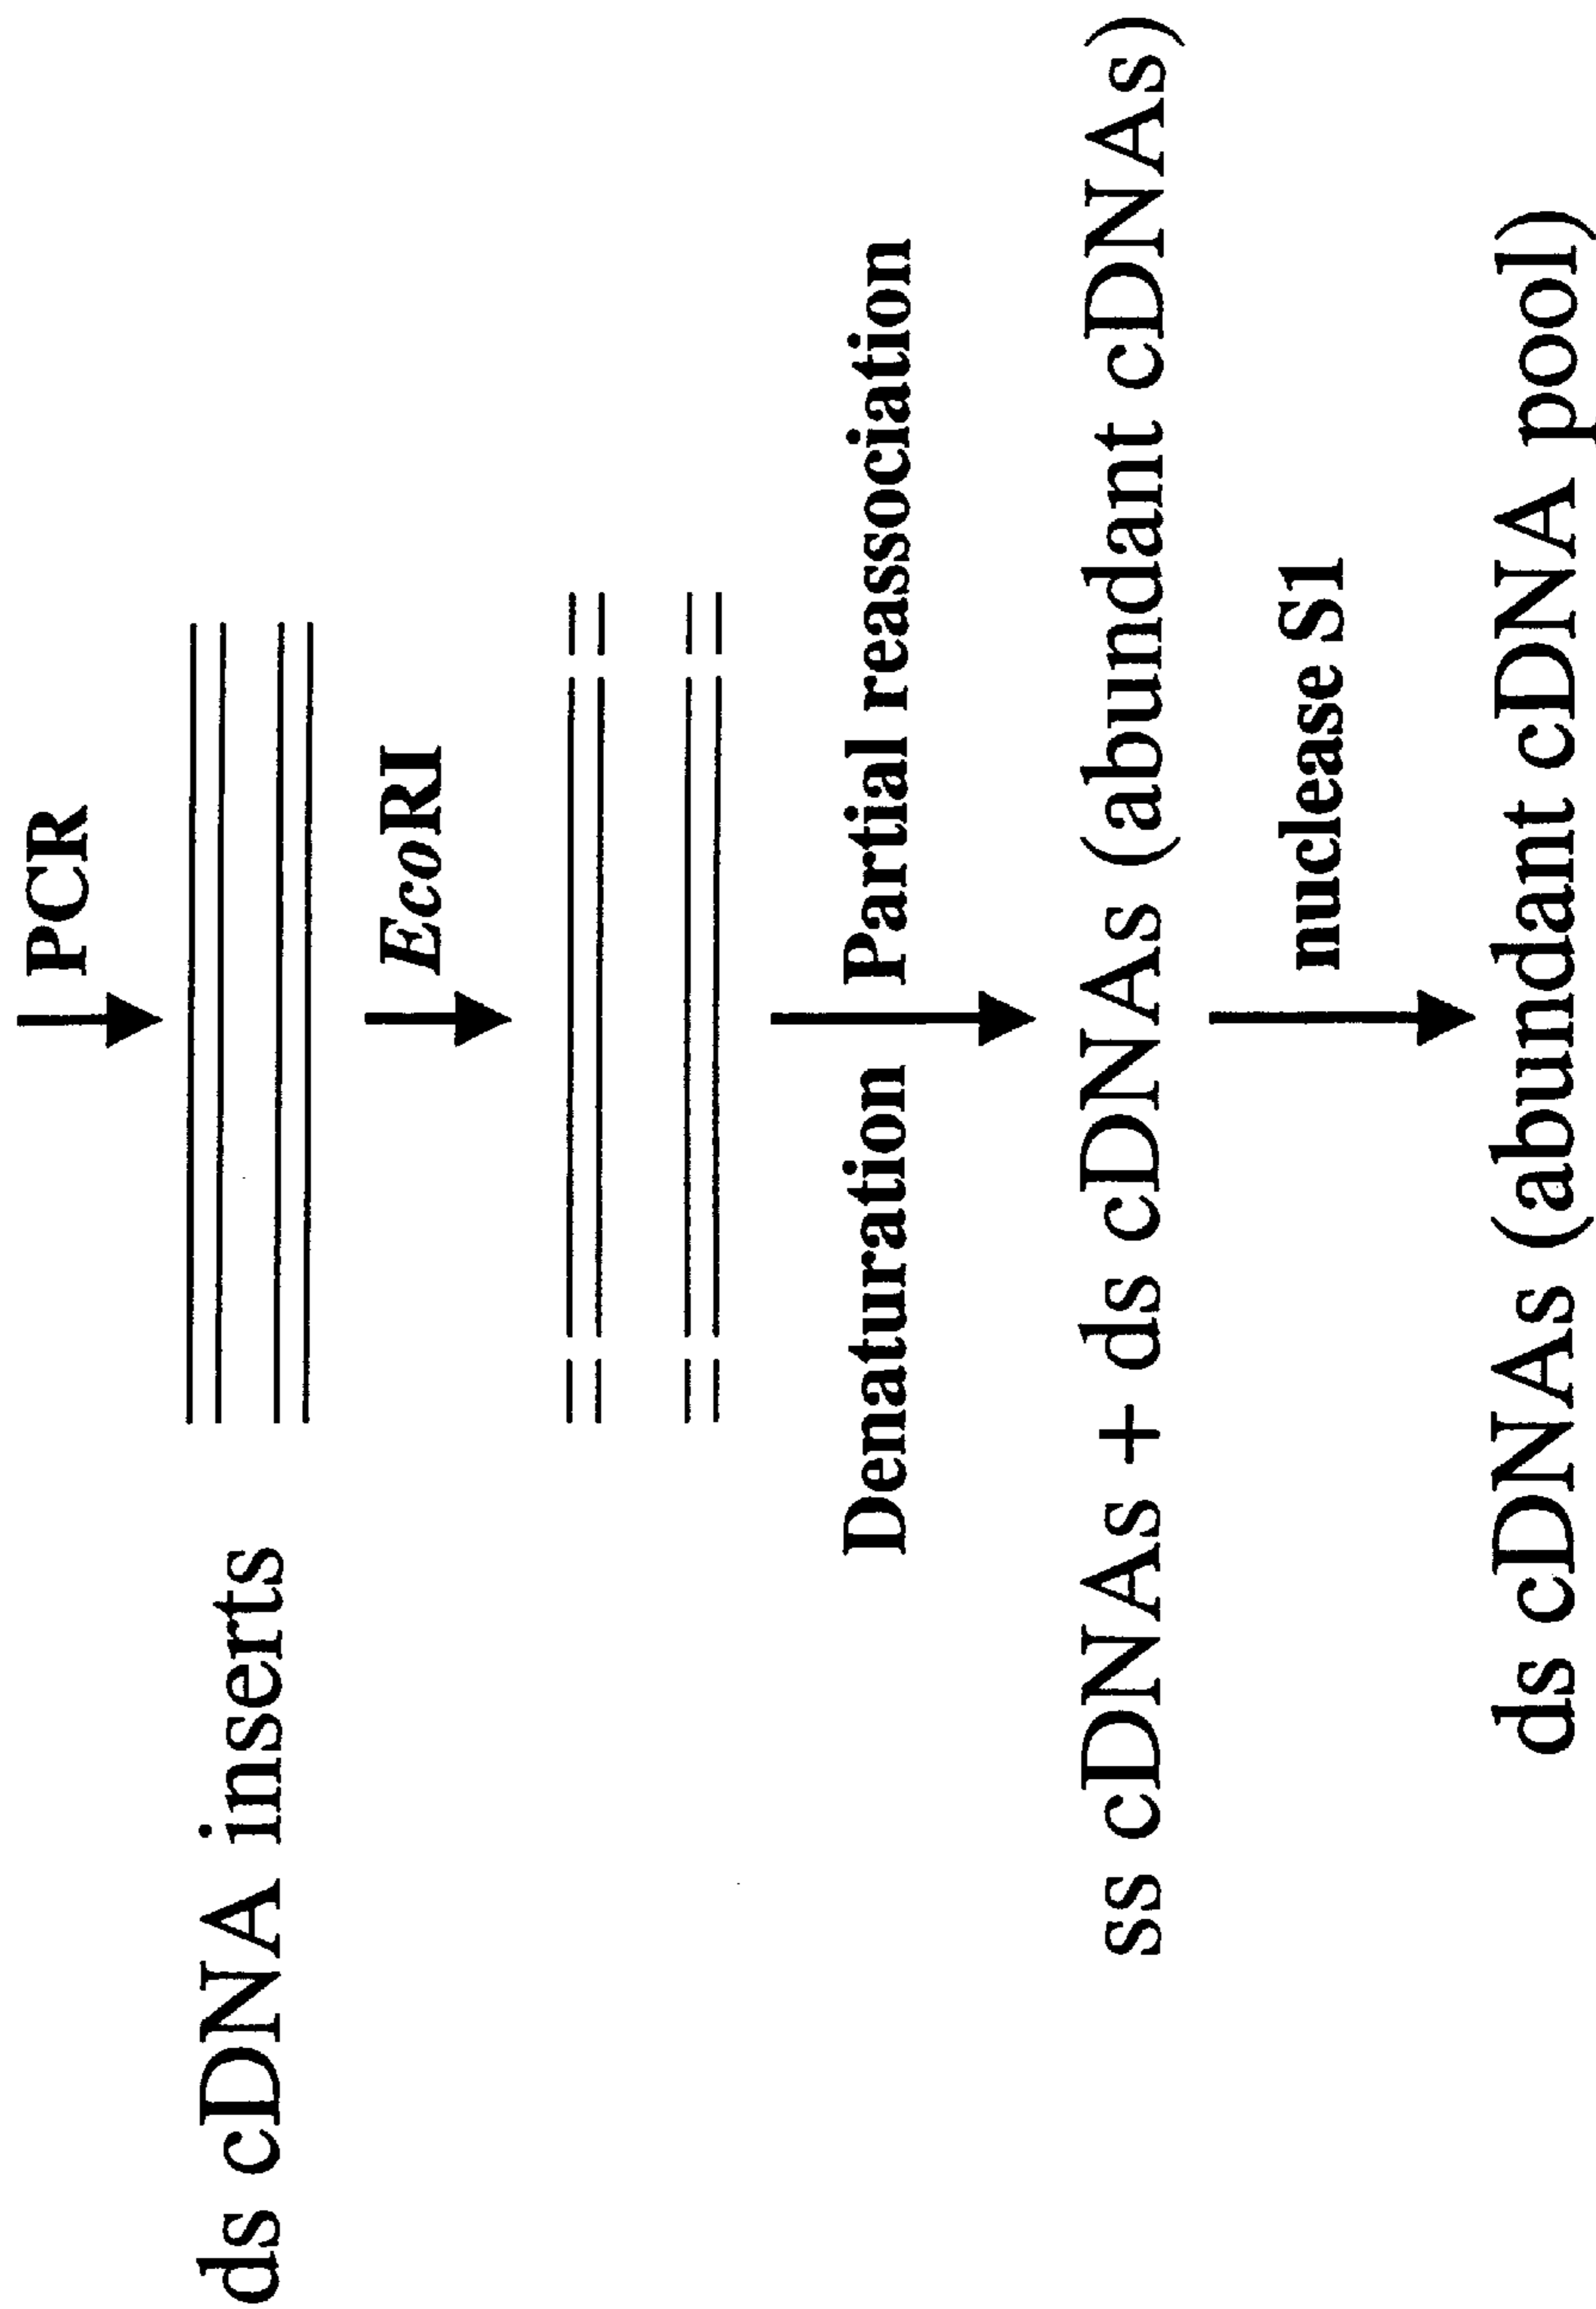 PCR
ds cDNA inserts
EcoRI
Denaturation Partial reassociation
ss cDNAs + ds cDNAs (abundant cDNAs)
nuclease S1
ds cDNAs (abundant cDNA pool)